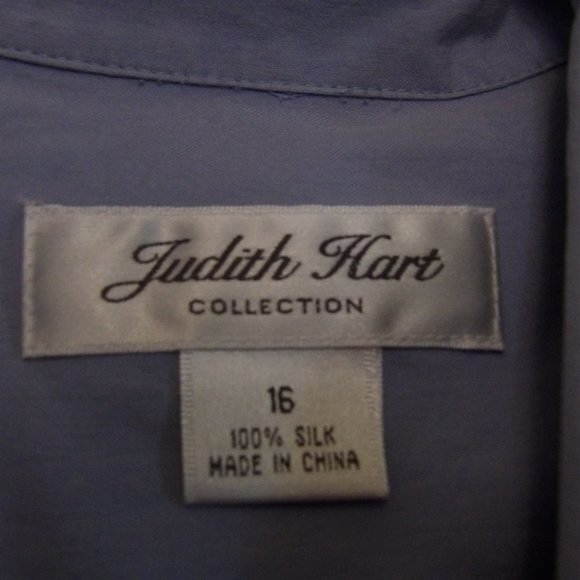 Judith Hart
COLLECTION
16
100% SILK
MADE IN CHINA